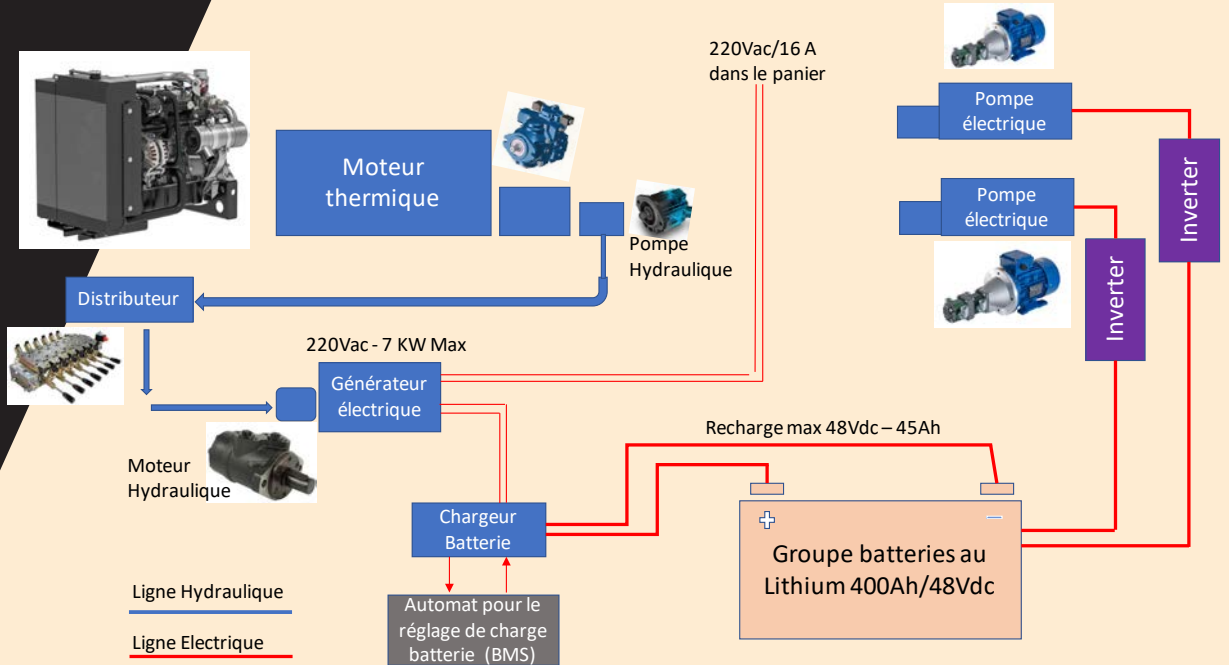 220Vac/16 A
dans le panier
Pompe
électrique
Moteur
thermique
Inverter
Pompe
électrique
Pompe
Hydraulique
Inverter
Distributeur
220Vac - 7 KW Max
Générateur
électrique
Recharge max 48Vdc – 45Ah
Moteur
Hydraulique
Chargeur
Batterie
Groupe batteries au
Lithium 400Ah/48Vdc
Ligne Hydraulique
Automat pour le
réglage de charge
batterie (BMS)
Ligne Electrique